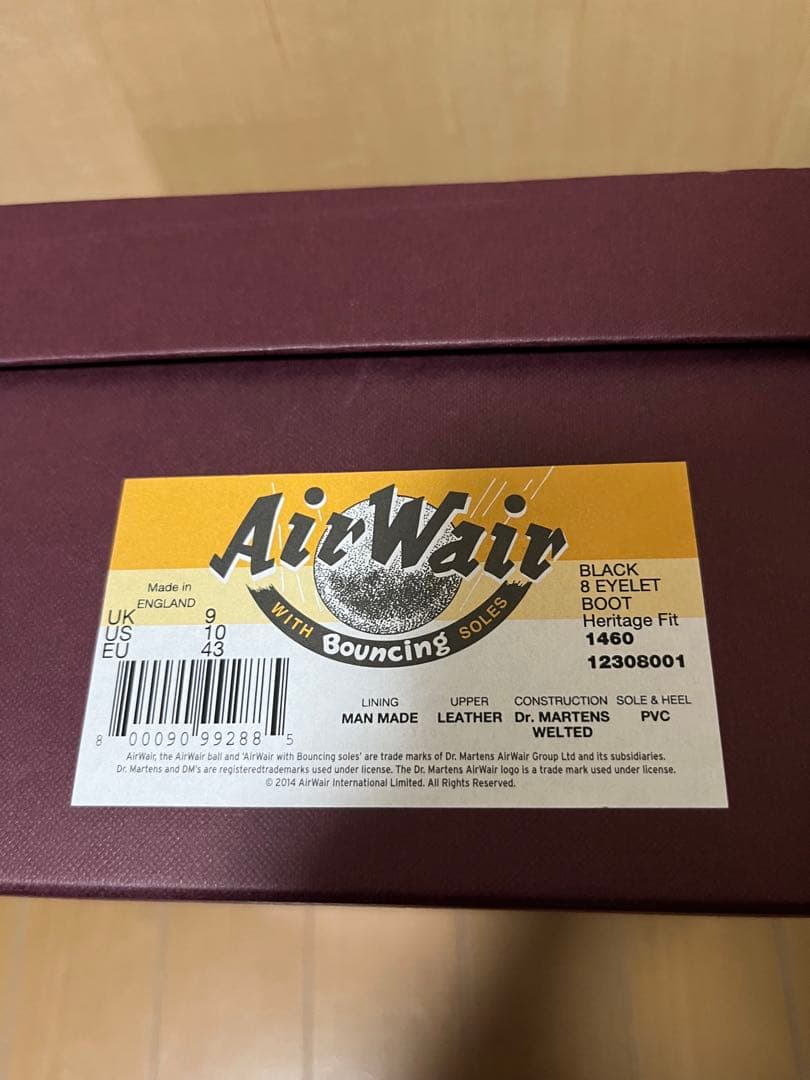 AirWair
WITH Bouncing SOLES
Made in
ENGLAND
UK 9
US 10
EU 43
8 00090 99288 5
BLACK
8 EYELET
BOOT
Heritage Fit
1460
12308001
LINING
MAN MADE
UPPER
LEATHER
CONSTRUCTION
Dr. MARTENS
WELTED
SOLE & HEEL
PVC
AirWair, the AirWair ball and 'AirWair with Bouncing soles' are trade marks of Dr. Martens AirWair Group Ltd and its subsidiaries.
Dr. Martens and DM's are registeredtrademarks used under license. The Dr. Martens AirWair logo is a trade mark used under license.
© 2014 AirWair International Limited. All Rights Reserved.